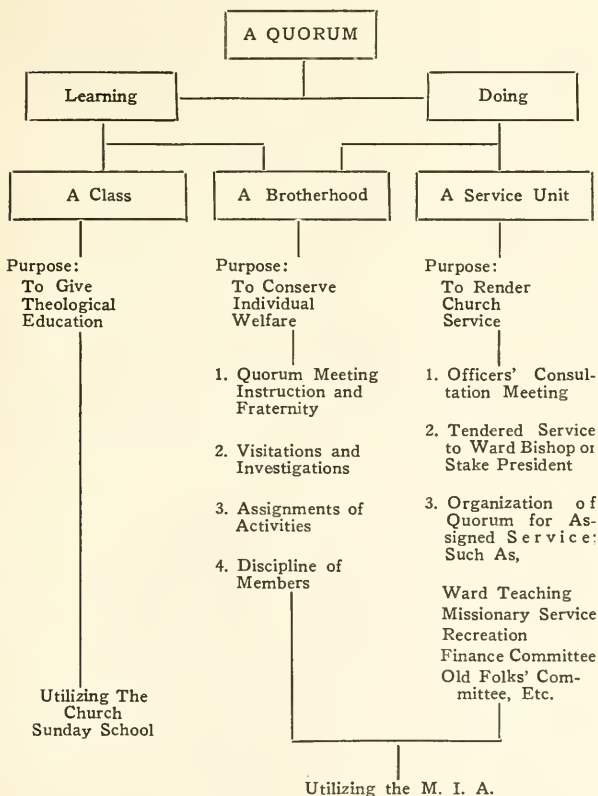 A QUORUM
Learning
Doing
A Class
A Brotherhood
A Service Unit
Purpose:
To Give
Theological
Education
Utilizing The
Church
Sunday School
Purpose:
To Conserve
Individual
Welfare
1. Quorum Meeting
Instruction and
Fraternity
2. Visitations and
Investigations
3. Assignments of
Activities
4. Discipline of
Members
Purpose:
To Render
Church
Service
1. Officers' Consul-
tation Meeting
2. Tendered Service
to Ward Bishop or
Stake President
3. Organization of
Quorum for As-
signed Service;
Such As,
Ward Teaching
Missionary Service
Recreation
Finance Committee
Old Folks' Com-
mittee, Etc.
Utilizing the M. I. A.